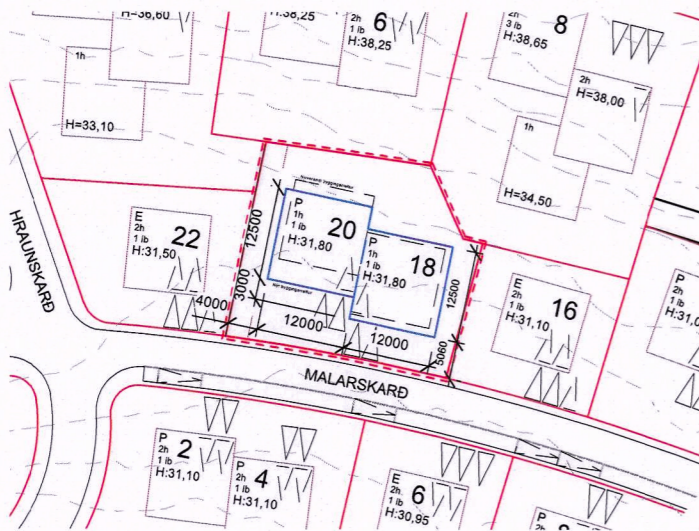 H=36,60
H:38,25
6
1 ib
H:38,25
2h
3 ib
H:38,65
8
2h
H=38,00
1h
H=33,10
1h
H=34,50
HRAUNSKARÐ
E
2h
1 ib
H:31,50
22
12500
3000
4000
P
1h
1 ib
H:31,80
20
P
1h
1 ib
H:31,80
18
12500
12000
12000
5060
E
2h
1 ib
H:31,10
16
P
2h
1 ib
MALARSKARÐ
P
2h
1 ib
H:31,10
2
P
2h
1 ib
H:31,10
4
E
2h
1 ib
H:30,95
6
P